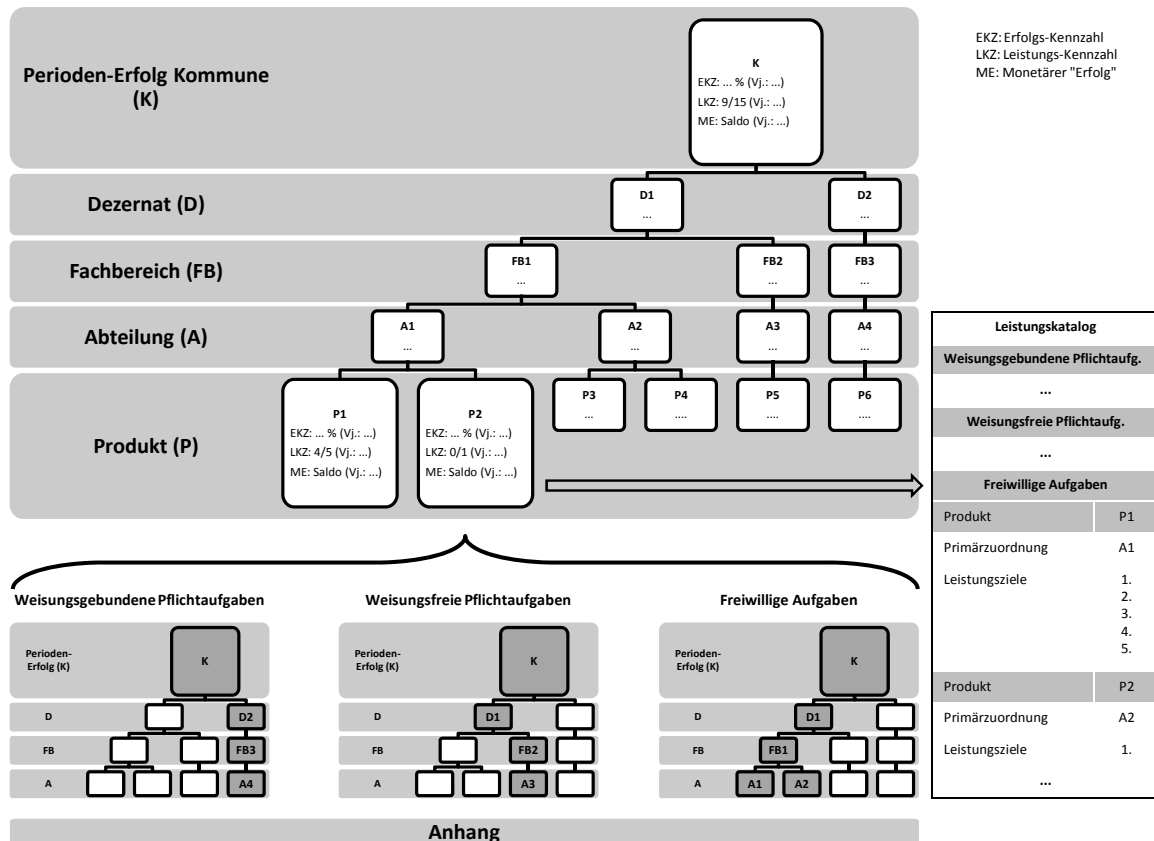 EKZ: Erfolgs-Kennzahl
LKZ: Leistungs-Kennzahl
ME: Monetärer "Erfolg"
Perioden-Erfolg Kommune
(K)
K
EKZ: ... % (Vj.: ...)
LKZ: 9/15 (Vj.: ...)
ME: Saldo (Vj.: ...)
Dezernat (D)
D1
...
D2
...
Fachbereich (FB)
FB1
...
FB2
...
FB3
...
Abteilung (A)
A1
...
A2
...
A3
...
A4
...
Produkt (P)
P1
EKZ: ... % (Vj.: ...)
LKZ: 4/5 (Vj.: ...)
ME: Saldo (Vj.: ...)
P2
EKZ: ... % (Vj.: ...)
LKZ: 0/1 (Vj.: ...)
ME: Saldo (Vj.: ...)
P3
...
P4
....
P5
....
P6
....
Leistungskatalog
Weisungsgebundene Pflichtaufg.
...
Weisungsfreie Pflichtaufg.
...
Freiwillige Aufgaben
Produkt P1
Primärzuordnung A1
Leistungsziele 1.
2.
3.
4.
5.
Produkt P2
Primärzuordnung A2
Leistungsziele 1.
...
Weisungsgebundene Pflichtaufgaben
Perioden-
Erfolg (K)
K
D
D2
FB
FB3
A
A4
Weisungsfreie Pflichtaufgaben
Perioden-
Erfolg (K)
K
D
D1
FB
FB2
A
A3
Freiwillige Aufgaben
Perioden-
Erfolg (K)
K
D
D1
FB
FB1
A
A1
A2
Anhang